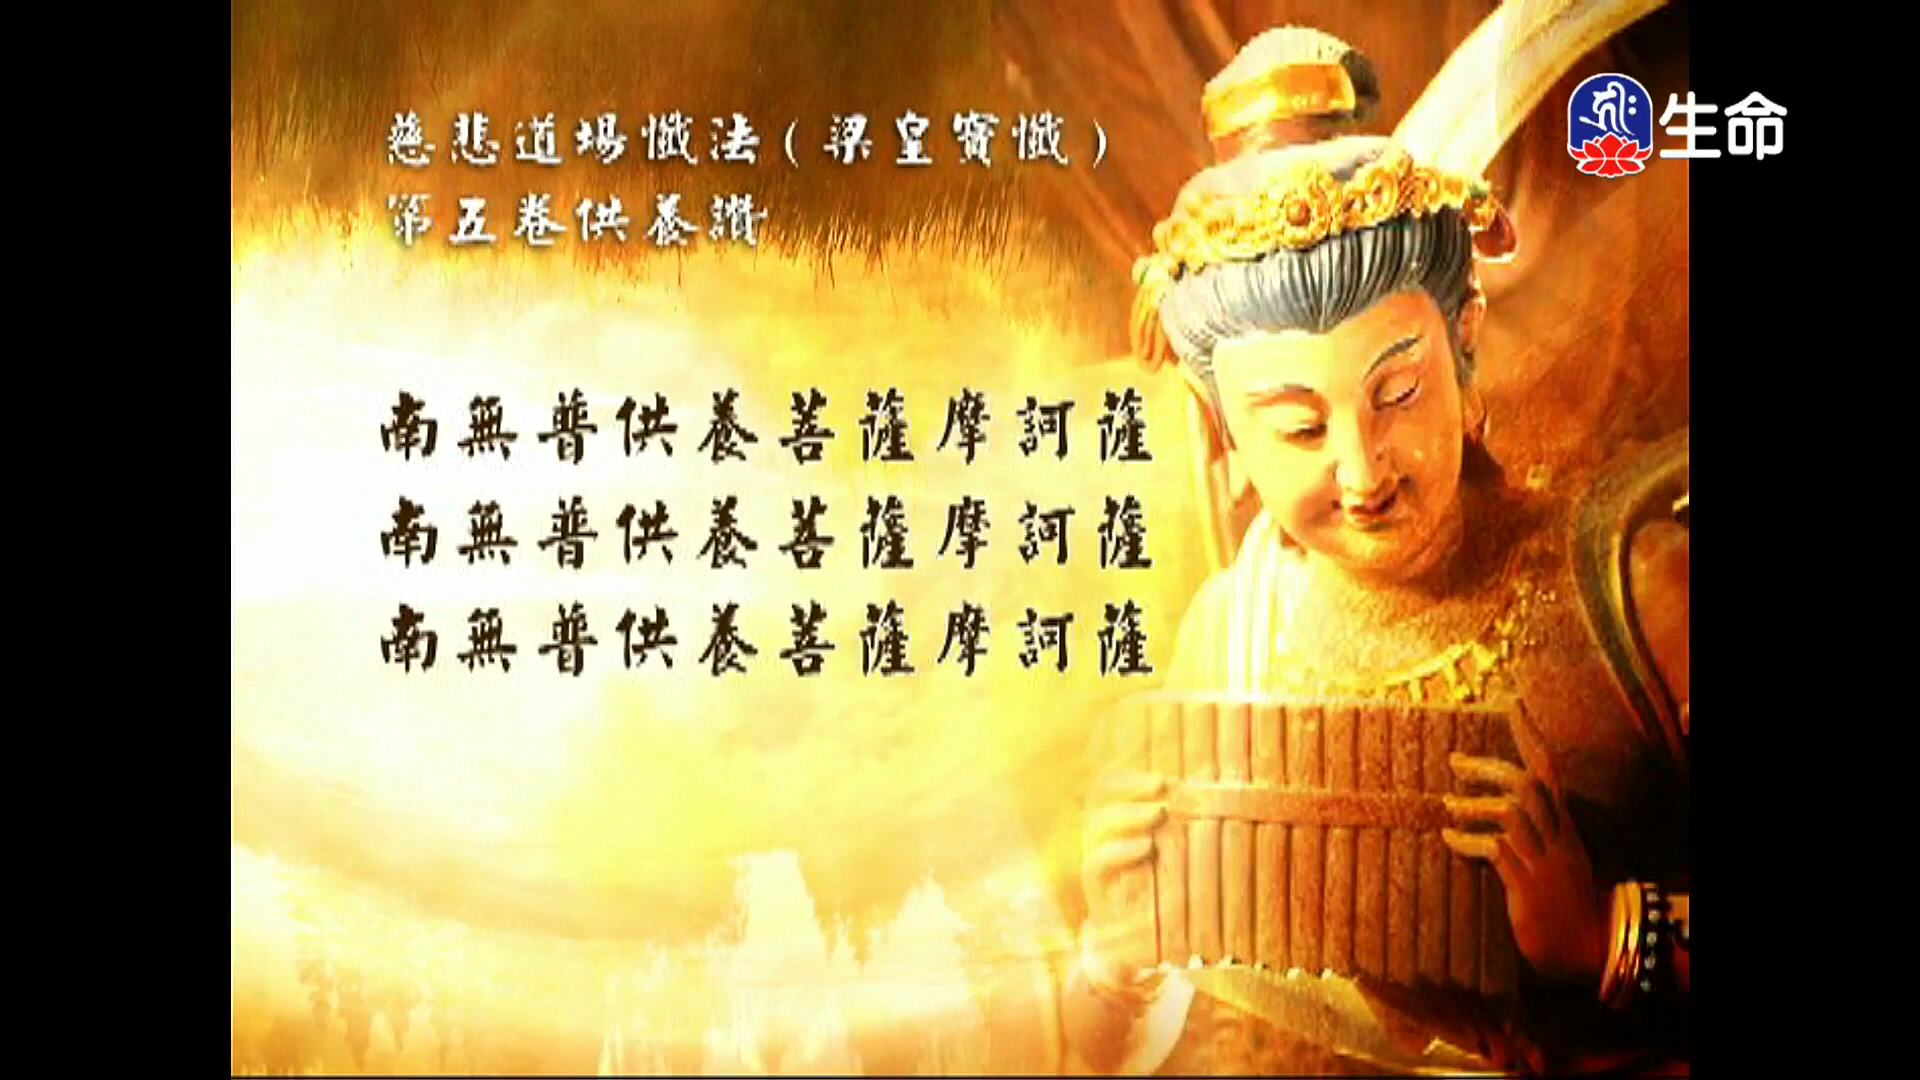 慈悲道場懺法(梁皇寶懺)
第五卷供養讚
生命
南無普供養菩薩摩訶薩
南無普供養菩薩摩訶薩
南無普供養菩薩摩訶薩